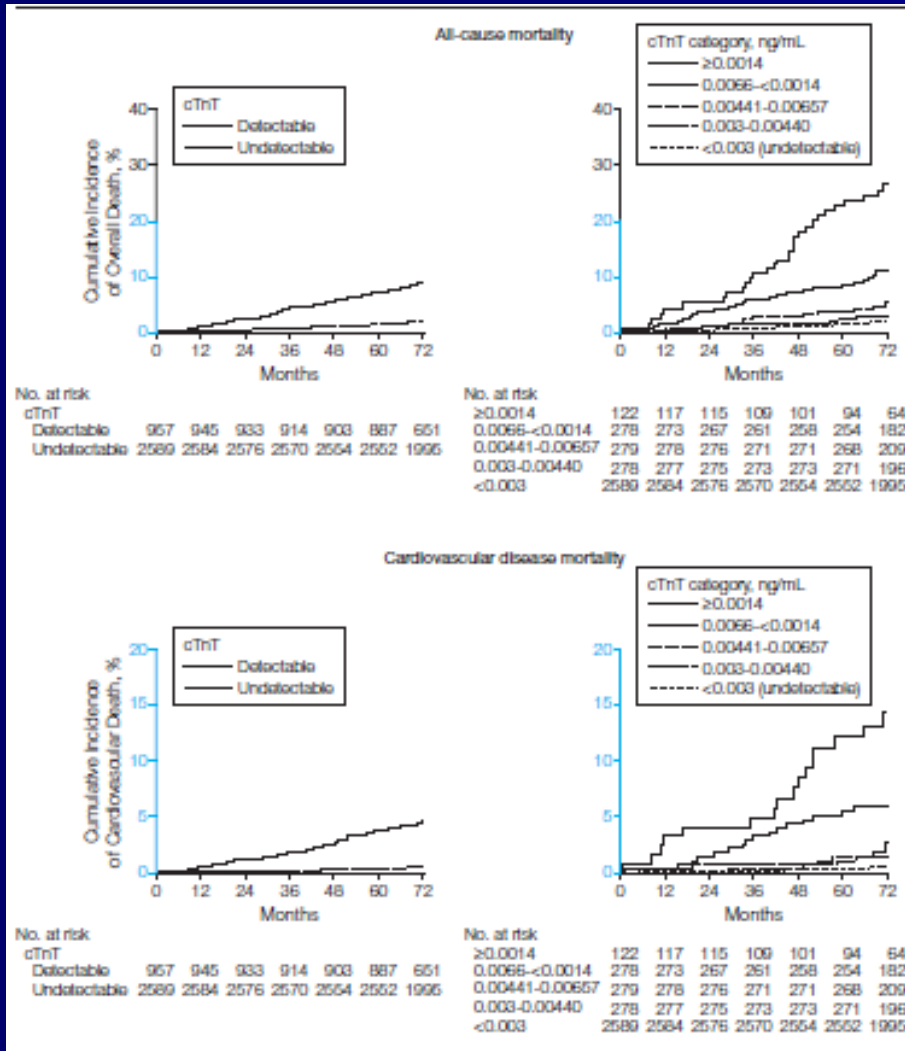 All-cause mortality
cTnT
Detectable
Undetectable
40
30
20
10
0
Cumulative Incidence
of Overall Death, %
0 12 24 36 48 60 72
Months
No. at risk
cTnT
Detectable 957 945 933 914 903 887 651
Undetectable 2589 2584 2576 2570 2554 2552 1995
cTnT category, ng/mL
≥0.0014
0.0066-<0.0014
0.00441-0.00657
0.003-0.00440
<0.003 (undetectable)
40
30
20
10
0
0 12 24 36 48 60 72
Months
No. at risk
≥0.0014 122 117 115 109 101 94 64
0.0066-<0.0014 278 273 267 261 258 254 182
0.00441-0.00657 279 278 276 271 271 268 209
0.003-0.00440 278 277 275 273 273 271 196
<0.003 2589 2584 2576 2570 2554 2552 1995
Cardiovascular disease mortality
cTnT
Detectable
Undetectable
20
15
10
5
0
Cumulative Incidence
of Cardiovascular Death, %
0 12 24 36 48 60 72
Months
No. at risk
cTnT
Detectable 957 945 933 914 903 887 651
Undetectable 2589 2584 2576 2570 2554 2552 1995
cTnT category, ng/mL
≥0.0014
0.0066-<0.0014
0.00441-0.00657
0.003-0.00440
<0.003 (undetectable)
20
15
10
5
0
0 12 24 36 48 60 72
Months
No. at risk
≥0.0014 122 117 115 109 101 94 64
0.0066-<0.0014 278 273 267 261 258 254 182
0.00441-0.00657 279 278 276 271 271 268 209
0.003-0.00440 278 277 275 273 273 271 196
<0.003 2589 2584 2576 2570 2554 2552 1995